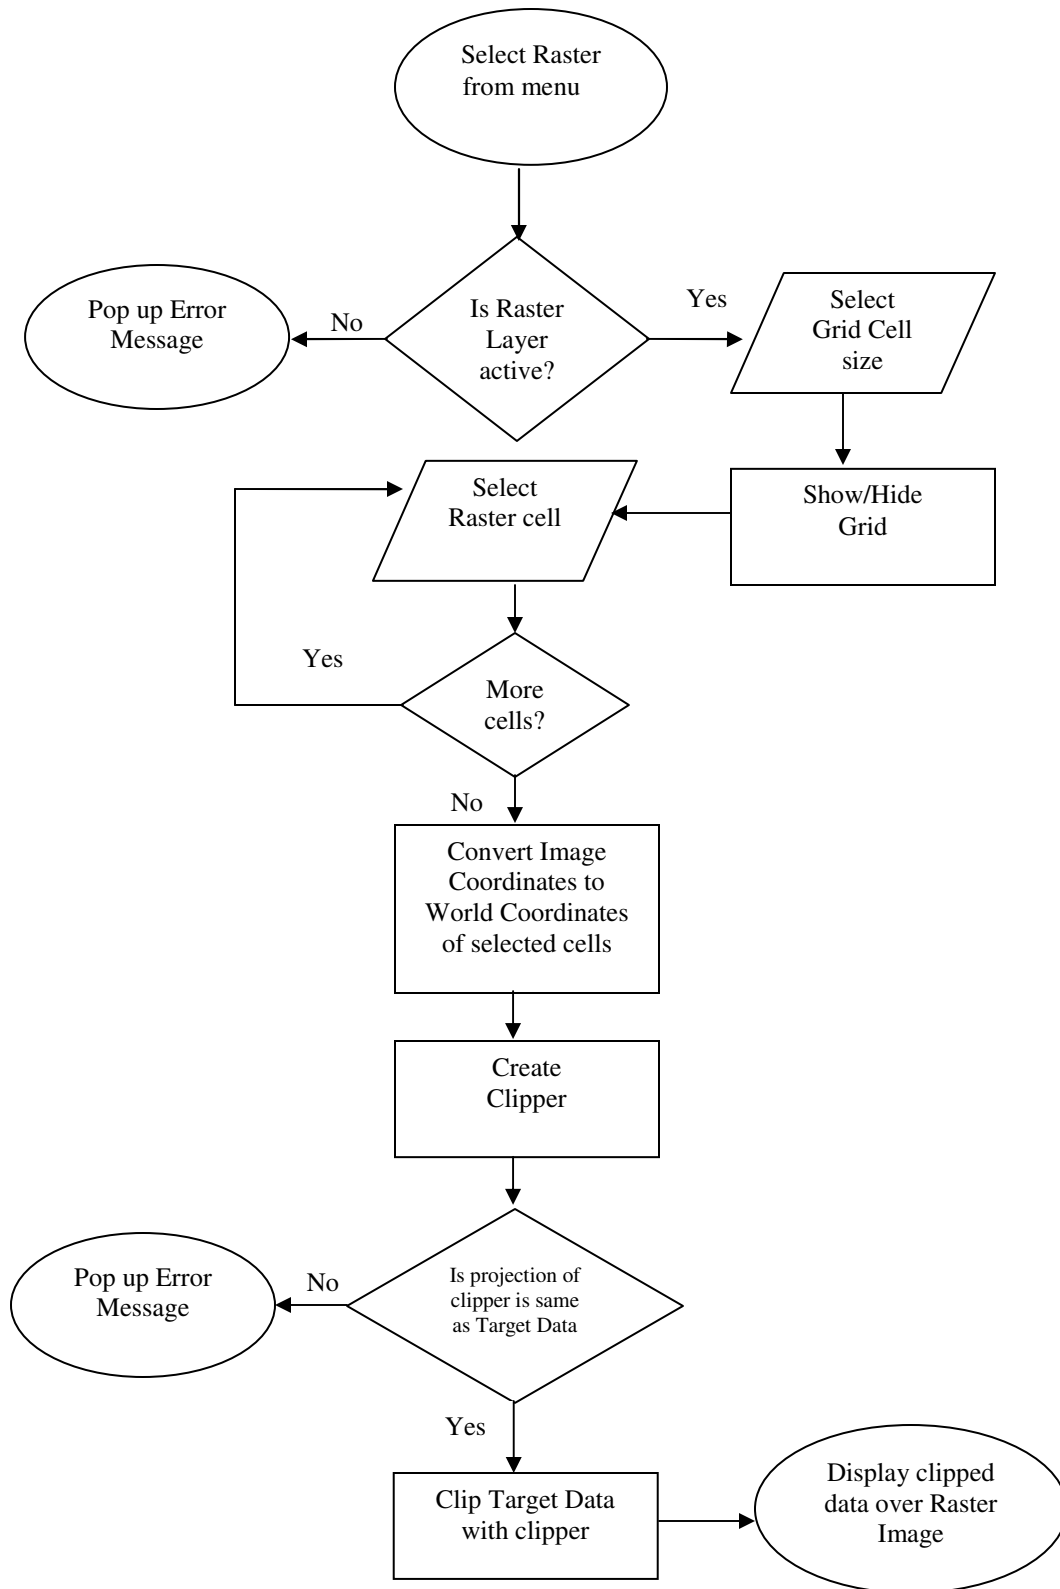 Select Raster
from menu
Pop up Error
Message
No
Is Raster
Layer
active?
Yes
Select
Grid Cell
size
Select
Raster cell
Show/Hide
Grid
Yes
More
cells?
No
Convert Image
Coordinates to
World Coordinates
of selected cells
Create
Clipper
Pop up Error
Message
No
Is projection of
clipper is same
as Target Data
Yes
Clip Target Data
with clipper
Display clipped
data over Raster
Image